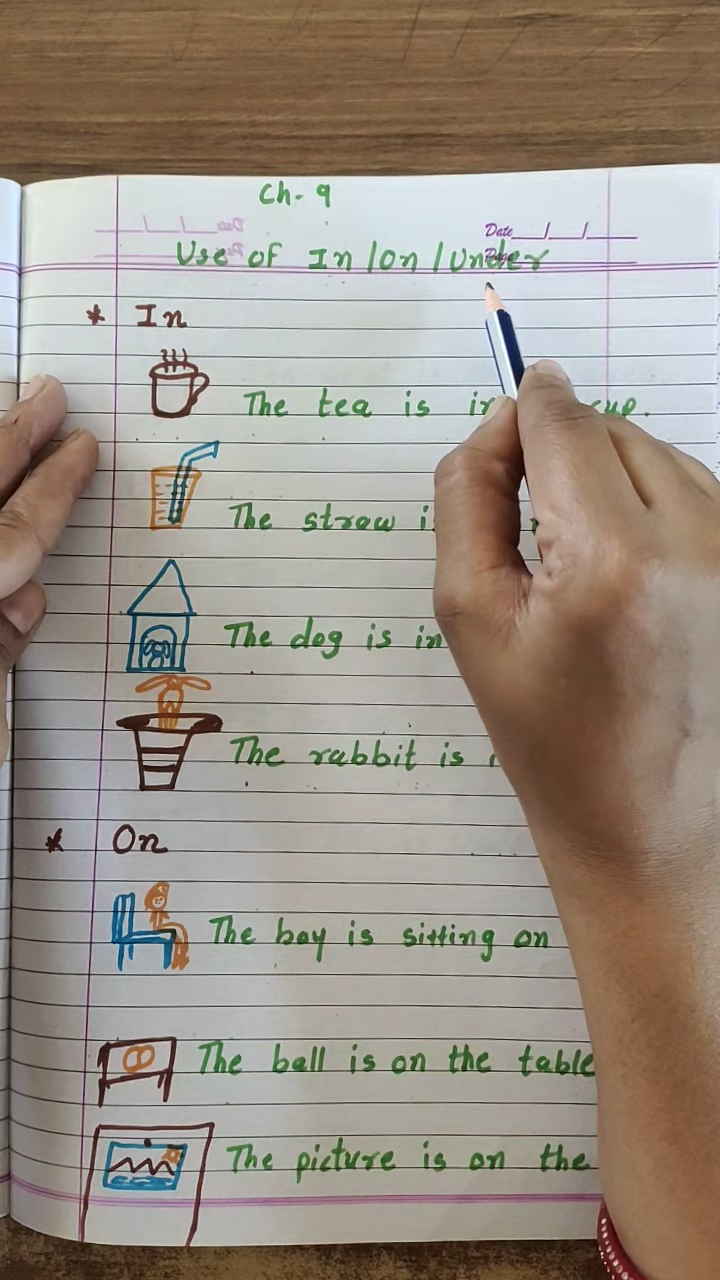 Ch- 9
Date
Use of In/On/Under
* In
The tea is cup.
The straw
The dog is in
The rabbit is
* On
The boy is sitting on
The ball is on the table
The picture is on the